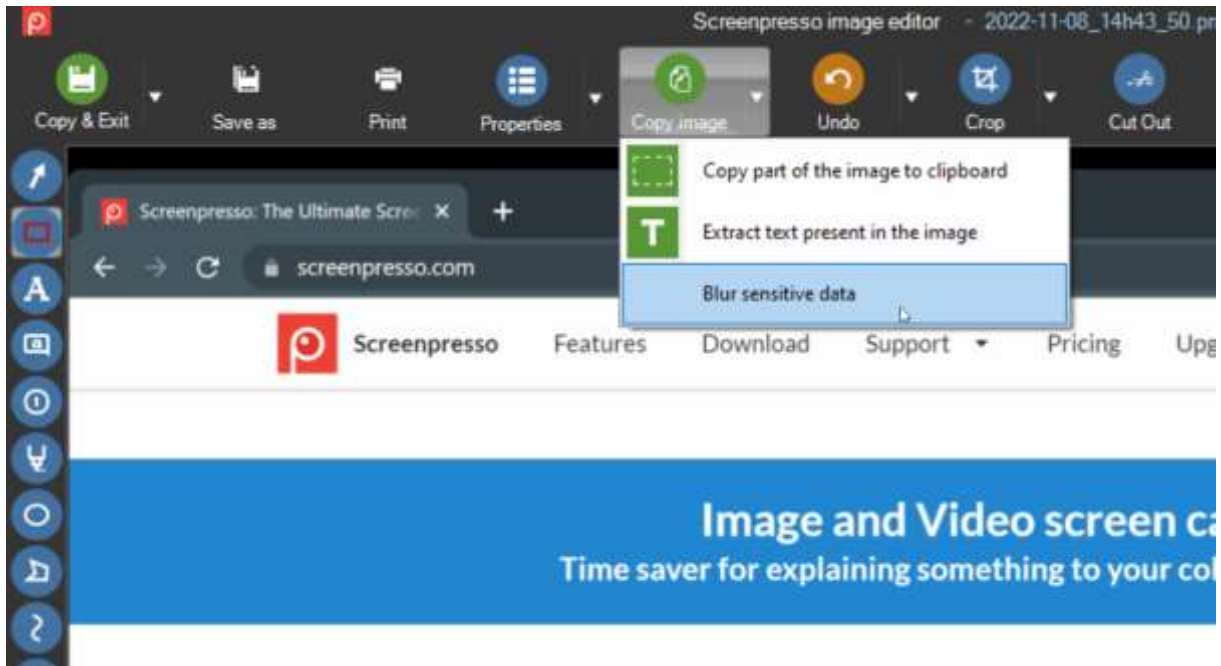 Screenpresso image editor - 2022-11-08_14h43_50.pn
Copy & Exit Save as Print Properties Copy image Undo Crop Cut Out
Copy part of the image to clipboard
Screenpresso: The Ultimate Scree
T Extract text present in the image
A screenpresso.com
Blur sensitive data
a
Screenpresso Features Download Support Pricing Upg
1
Image and Video screen ca
Time saver for explaining something to your col